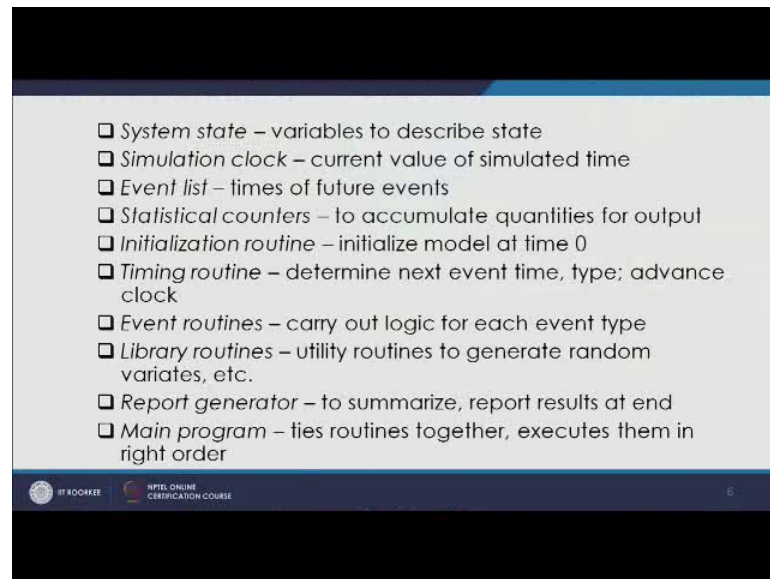 ❑ System state – variables to describe state
❑ Simulation clock – current value of simulated time
❑ Event list – times of future events
❑ Statistical counters – to accumulate quantities for output
❑ Initialization routine – initialize model at time 0
❑ Timing routine – determine next event time, type; advance
clock
❑ Event routines – carry out logic for each event type
❑ Library routines – utility routines to generate random
variates, etc.
❑ Report generator – to summarize, report results at end
❑ Main program – ties routines together, executes them in
right order
IIT ROORKEE
NPTEL ONLINE
CERTIFICATION COURSE
6